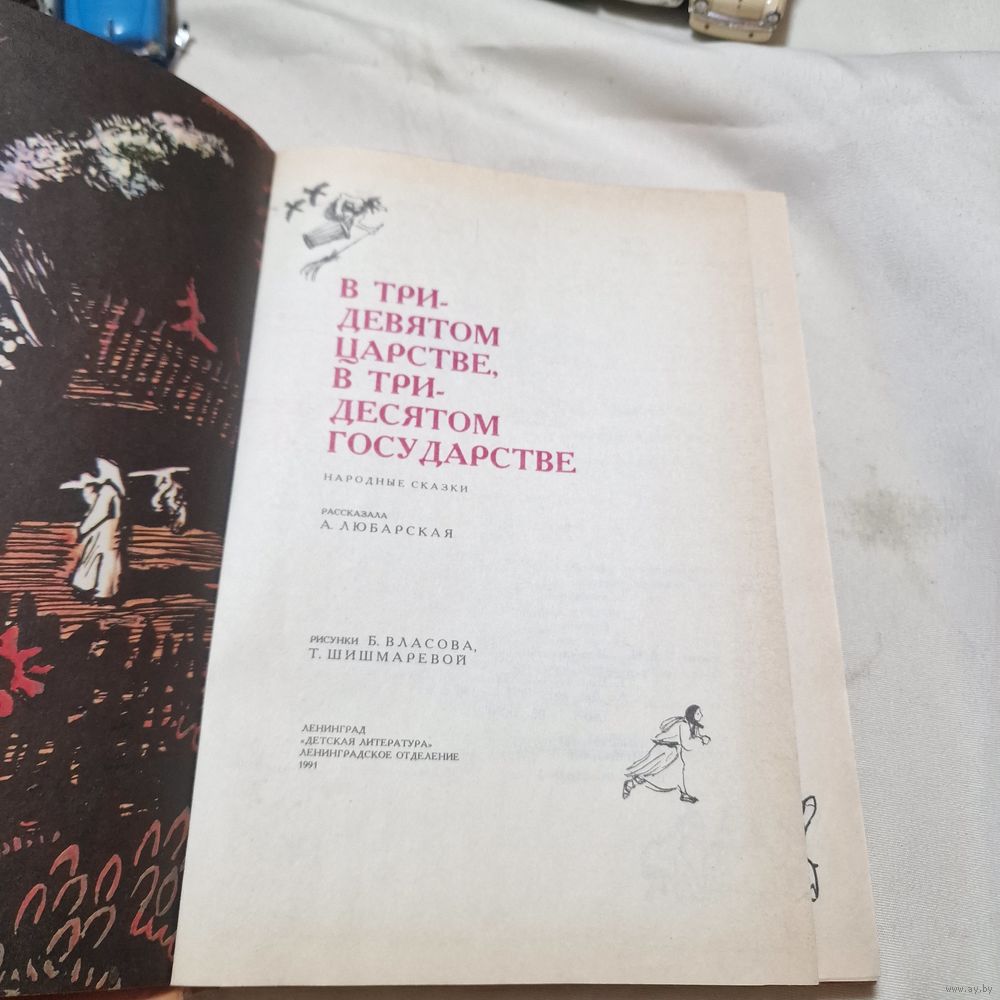 В ТРИ-
ДЕВЯТОМ
ЦАРСТВЕ,
В ТРИ-
ДЕСЯТОМ
ГОСУДАРСТВЕ
НАРОДНЫЕ СКАЗКИ
РАССКАЗАЛА
А. ЛЮБАРСКАЯ
РИСУНКИ Б. ВЛАСОВА,
Т. ШИШМАРЕВОЙ
ЛЕНИНГРАД
«ДЕТСКАЯ ЛИТЕРАТУРА»
ЛЕНИНГРАДСКОЕ ОТДЕЛЕНИЕ
1991
www.ay.by